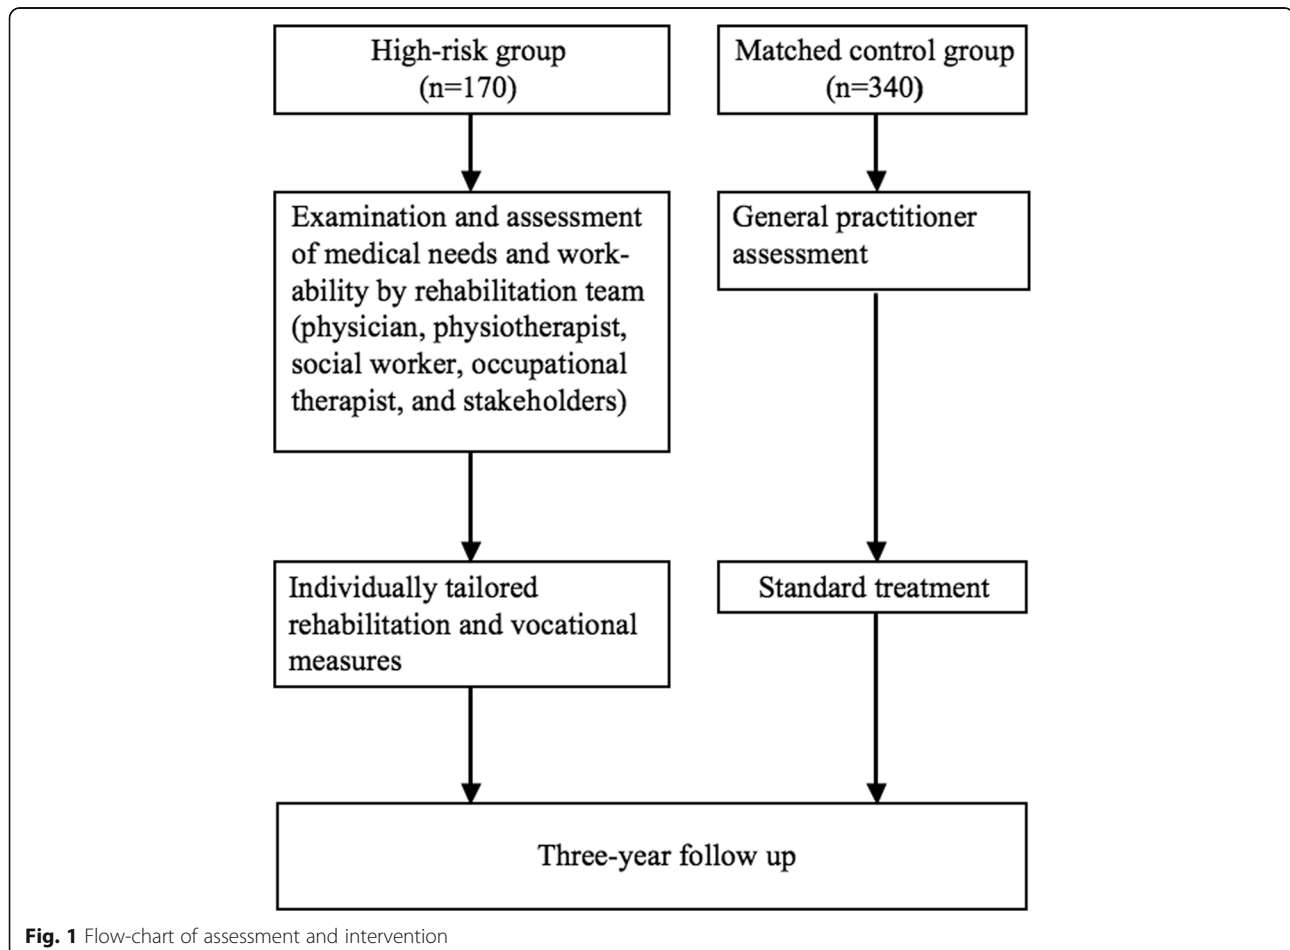 High-risk group
(n=170)
Matched control group
(n=340)
Examination and assessment
of medical needs and work-
ability by rehabilitation team
(physician, physiotherapist,
social worker, occupational
therapist, and stakeholders)
General practitioner
assessment
Individually tailored
rehabilitation and vocational
measures
Standard treatment
Three-year follow up
Fig. 1 Flow-chart of assessment and intervention